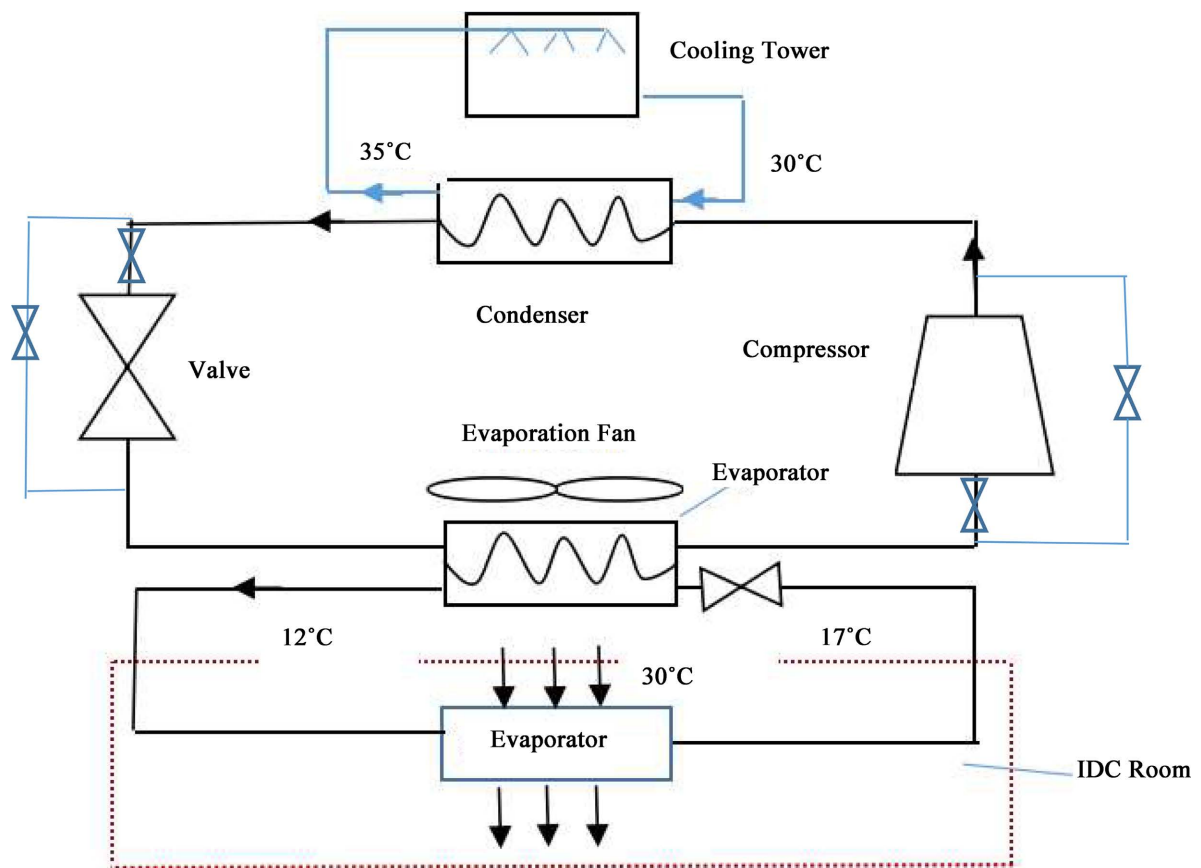 Cooling Tower
35°C
30°C
Condenser
Compressor
Valve
Evaporation Fan
Evaporator
12°C
17°C
30°C
Evaporator
IDC Room